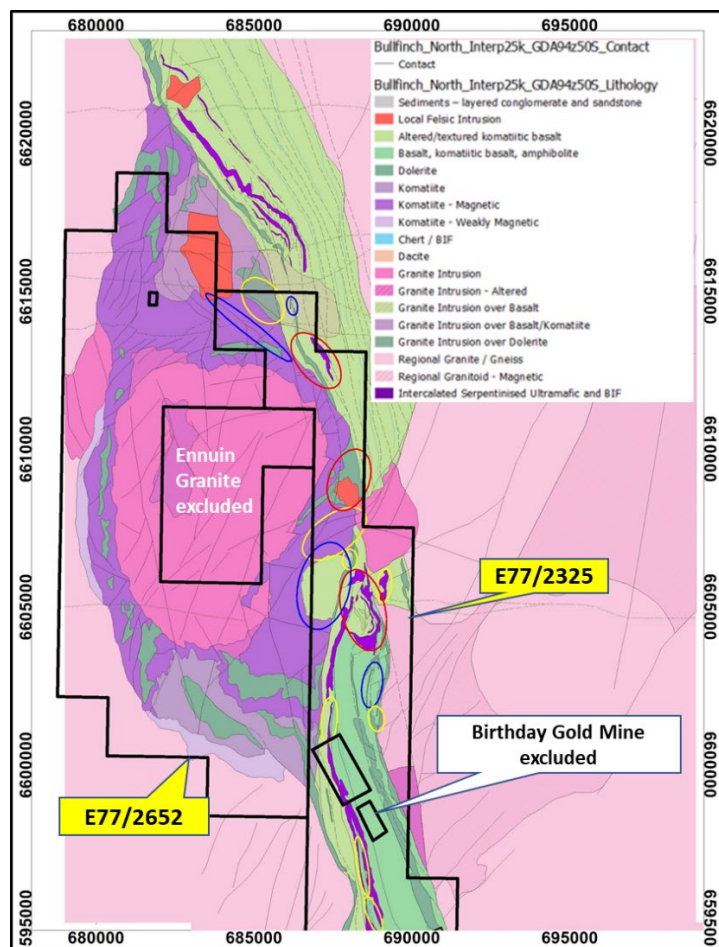 680000 685000 690000 695000
Bullfinch_North_Interp25k_GDA94z50S_Contact
Contact
Bullfinch_North_Interp25k_GDA94z50S_Lithology
Sediments – layered conglomerate and sandstone
Local Felsic Intrusion
Altered/textured komatiitic basalt
Basalt, komatiitic basalt, amphibolite
Dolerite
Komatiite
Komatiite - Magnetic
Komatiite - Weakly Magnetic
Chert / BIF
Dacite
Granite Intrusion
Granite Intrusion - Altered
Granite Intrusion over Basalt
Granite Intrusion over Basalt/Komatiite
Granite Intrusion over Dolerite
Regional Granite / Gneiss
Regional Granitoid - Magnetic
Intercalated Serpentinised Ultramafic and BIF
6620000 6620000
6615000 6615000
6610000 6610000
Ennuin
Granite
excluded
E77/2325
6605000 6605000
Birthday Gold Mine
excluded
6600000 6600000
E77/2652
6595000 6595000
680000 685000 690000 695000